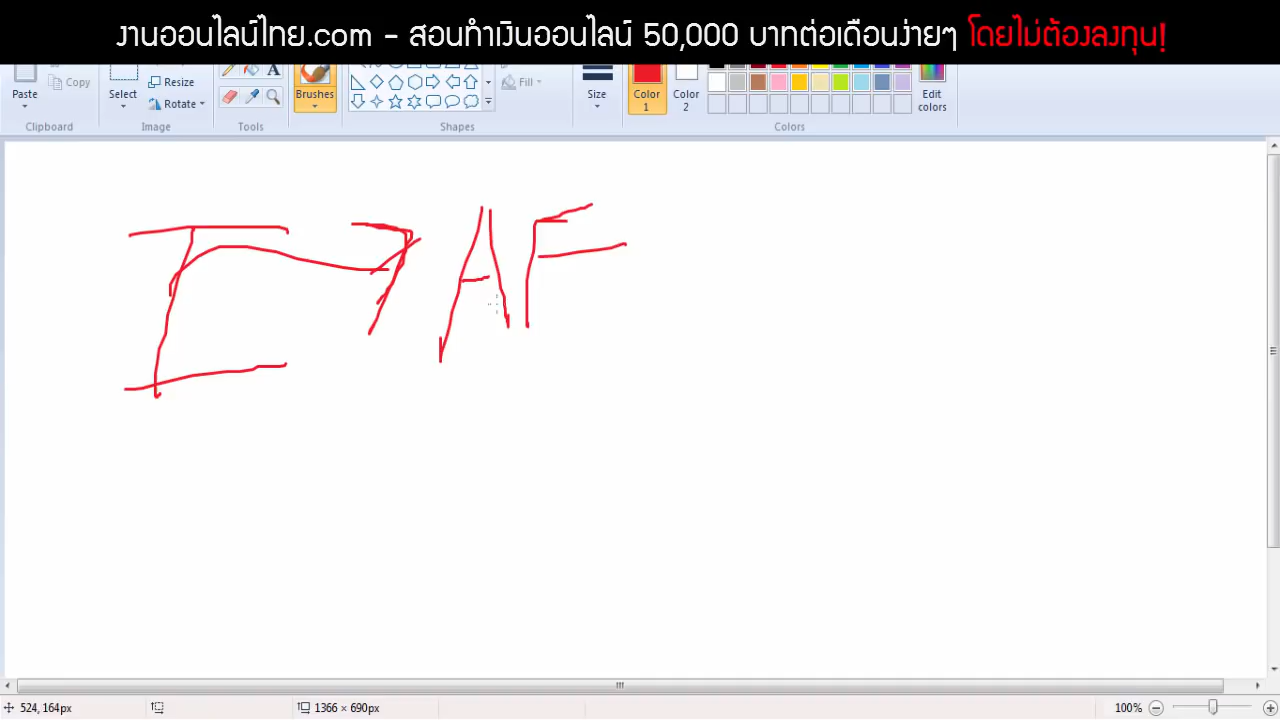 งานออนไลน์ไทย.com - สอนทำเงินออนไลน์ 50,000 บาทต่อเดือนง่ายๆ โดยไม่ต้องลงทุน!
Paste
Copy
Clipboard
Select
Resize
Rotate
Image
A
Tools
Brushes
Fill
Shapes
Size
Color 1
Color 2
Edit colors
Colors
AF
524, 164px
1366 × 690px
100%